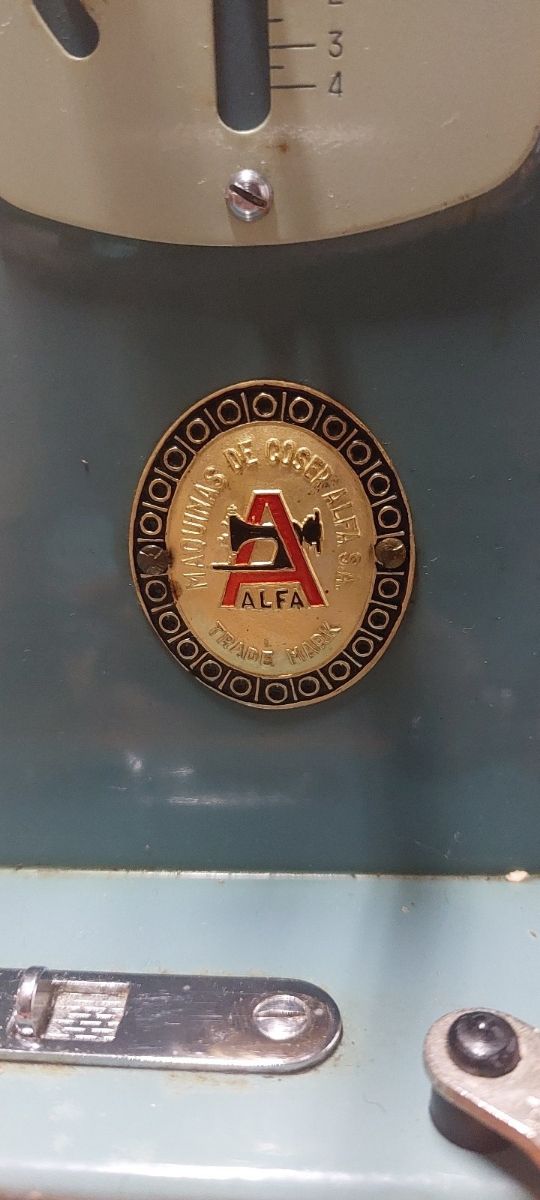 3
4
MAQUINAS DE COSER ALFA S.A.
ALFA
TRADE MARK